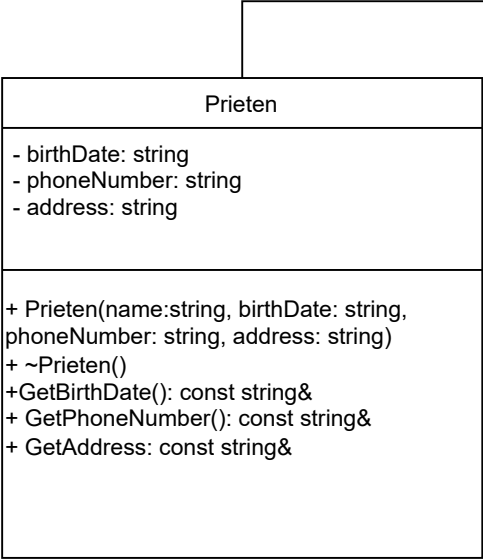 Prieten
- birthDate: string
- phoneNumber: string
- address: string
+ Prieten(name:string, birthDate: string,
phoneNumber: string, address: string)
+ ~Prieten()
+GetBirthDate(): const string&
+ GetPhoneNumber(): const string&
+ GetAddress: const string&